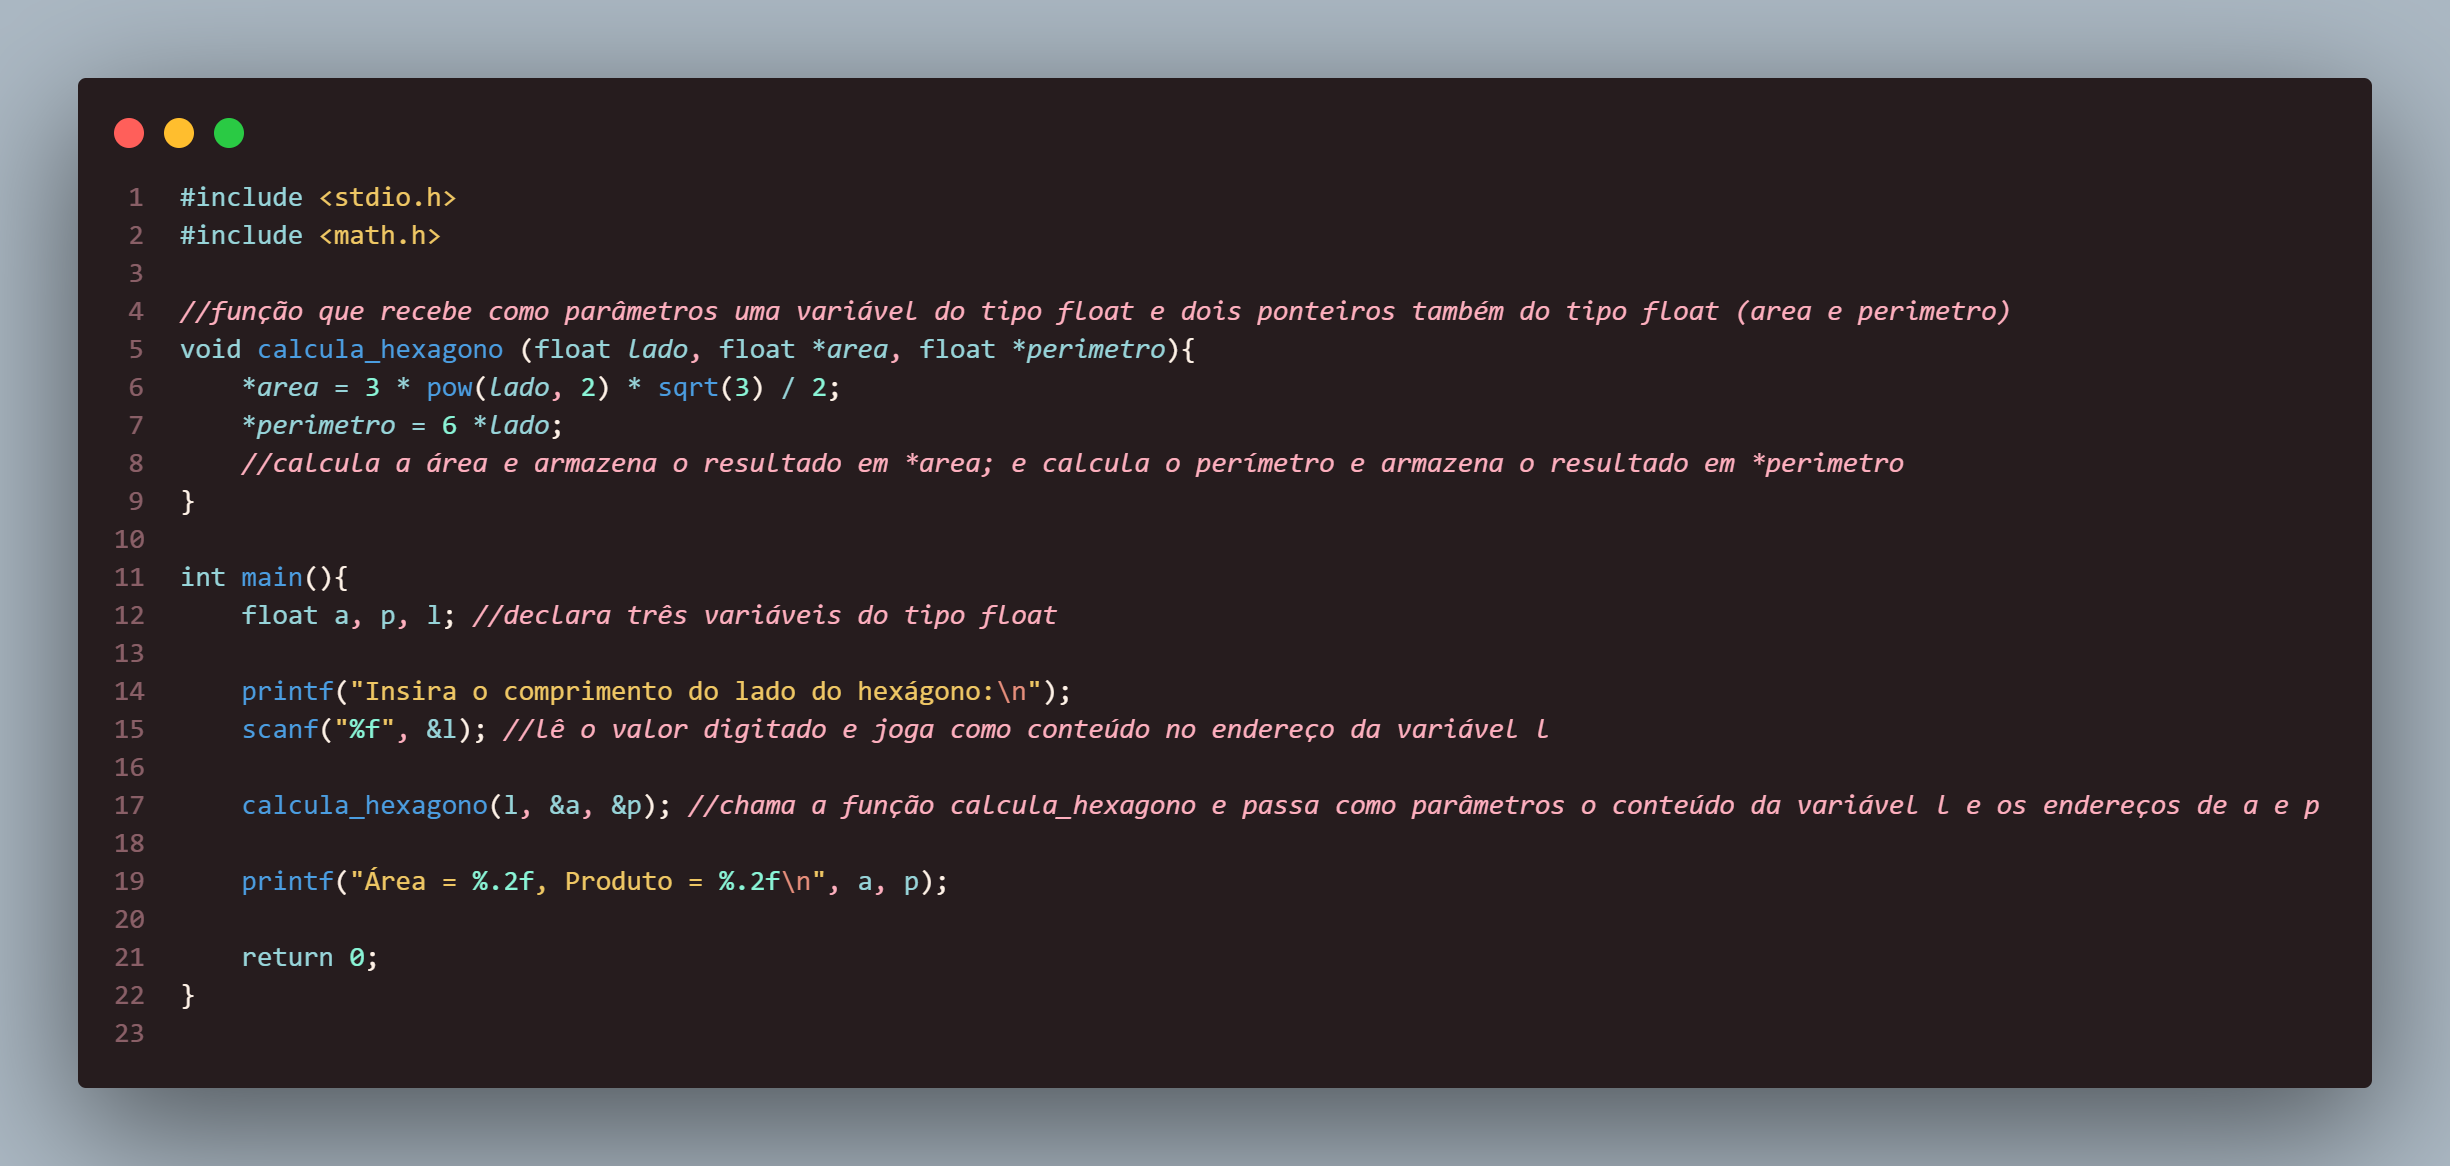 1 #include <stdio.h>
2 #include <math.h>
3
4 //função que recebe como parâmetros uma variável do tipo float e dois ponteiros também do tipo float (area e perimetro)
5 void calcula_hexagono (float lado, float *area, float *perimetro){
6     *area = 3 * pow(lado, 2) * sqrt(3) / 2;
7     *perimetro = 6 *lado;
8     //calcula a área e armazena o resultado em *area; e calcula o perímetro e armazena o resultado em *perimetro
9 }
10
11 int main(){
12     float a, p, l; //declara três variáveis do tipo float
13
14     printf("Insira o comprimento do lado do hexágono:\n");
15     scanf("%f", &l); //lê o valor digitado e joga como conteúdo no endereço da variável l
16
17     calcula_hexagono(l, &a, &p); //chama a função calcula_hexagono e passa como parâmetros o conteúdo da variável l e os endereços de a e p
18
19     printf("Área = %.2f, Produto = %.2f\n", a, p);
20
21     return 0;
22 }
23